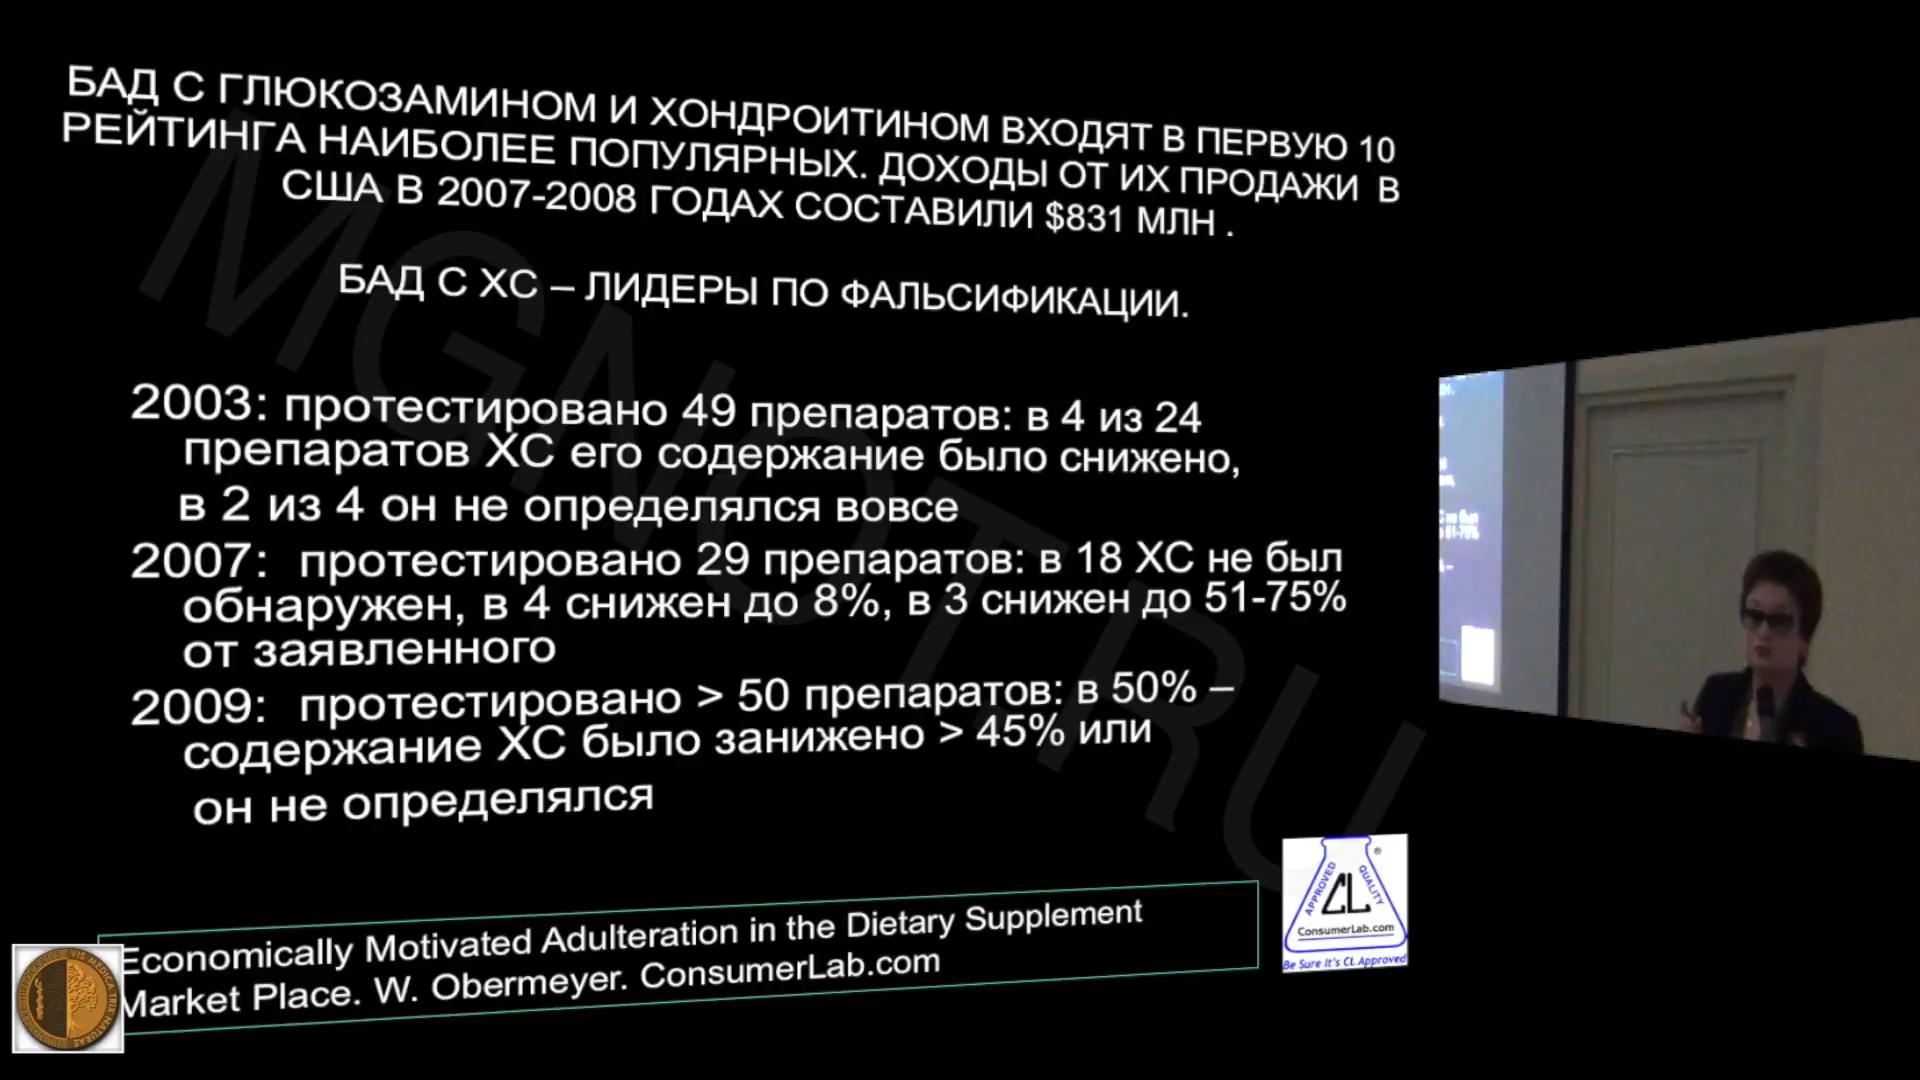 БАД С ГЛЮКОЗАМИНОМ И ХОНДРОИТИНОМ ВХОДЯТ В ПЕРВУЮ 10
РЕЙТИНГА НАИБОЛЕЕ ПОПУЛЯРНЫХ. ДОХОДЫ ОТ ИХ ПРОДАЖИ В
США В 2007-2008 ГОДАХ СОСТАВИЛИ $831 МЛН .
БАД С ХС – ЛИДЕРЫ ПО ФАЛЬСИФИКАЦИИ.
2003: протестировано 49 препаратов: в 4 из 24
препаратов ХС его содержание было снижено,
в 2 из 4 он не определялся вовсе
2007: протестировано 29 препаратов: в 18 ХС не был
обнаружен, в 4 снижен до 8%, в 3 снижен до 51-75%
от заявленного
2009: протестировано > 50 препаратов: в 50% –
содержание ХС было занижено > 45% или
он не определялся
Economically Motivated Adulteration in the Dietary Supplement
Market Place. W. Obermeyer. ConsumerLab.com
APPROVED QUALITY
CL
®
ConsumerLab.com
Be Sure It's CL Approved
MGNOT.RU
VIS MEDICATRIX NATURAE